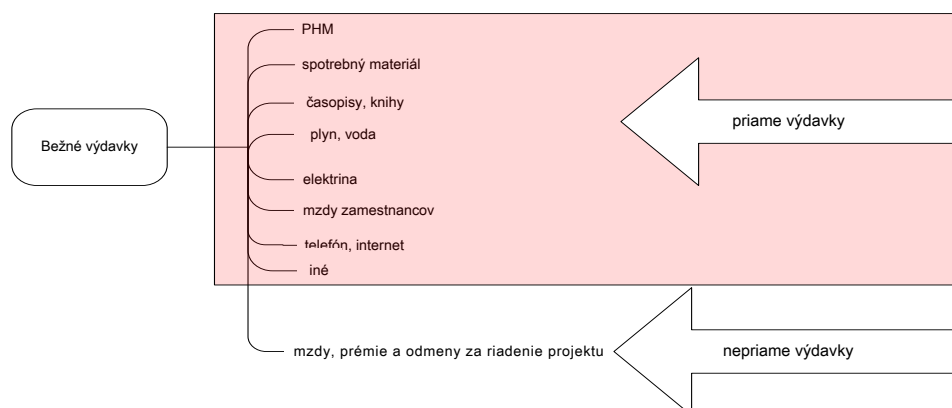 PHM
spotrebný materiál
časopisy, knihy
priame výdavky
plyn, voda
Bežné výdavky
elektrina
mzdy zamestnancov
telefón, internet
iné
mzdy, prémie a odmeny za riadenie projektu
nepriame výdavky